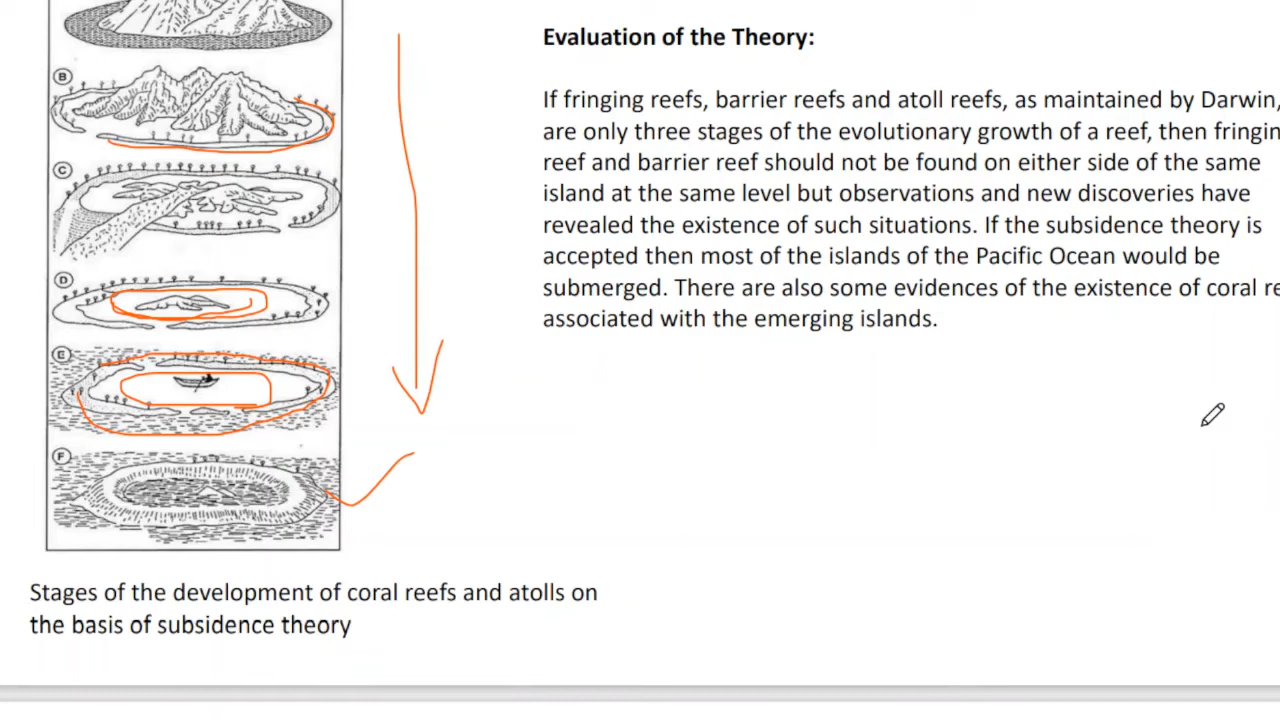 B
C
D
E
F
Stages of the development of coral reefs and atolls on
the basis of subsidence theory
Evaluation of the Theory:
If fringing reefs, barrier reefs and atoll reefs, as maintained by Darwin,
are only three stages of the evolutionary growth of a reef, then fringin
reef and barrier reef should not be found on either side of the same
island at the same level but observations and new discoveries have
revealed the existence of such situations. If the subsidence theory is
accepted then most of the islands of the Pacific Ocean would be
submerged. There are also some evidences of the existence of coral re
associated with the emerging islands.